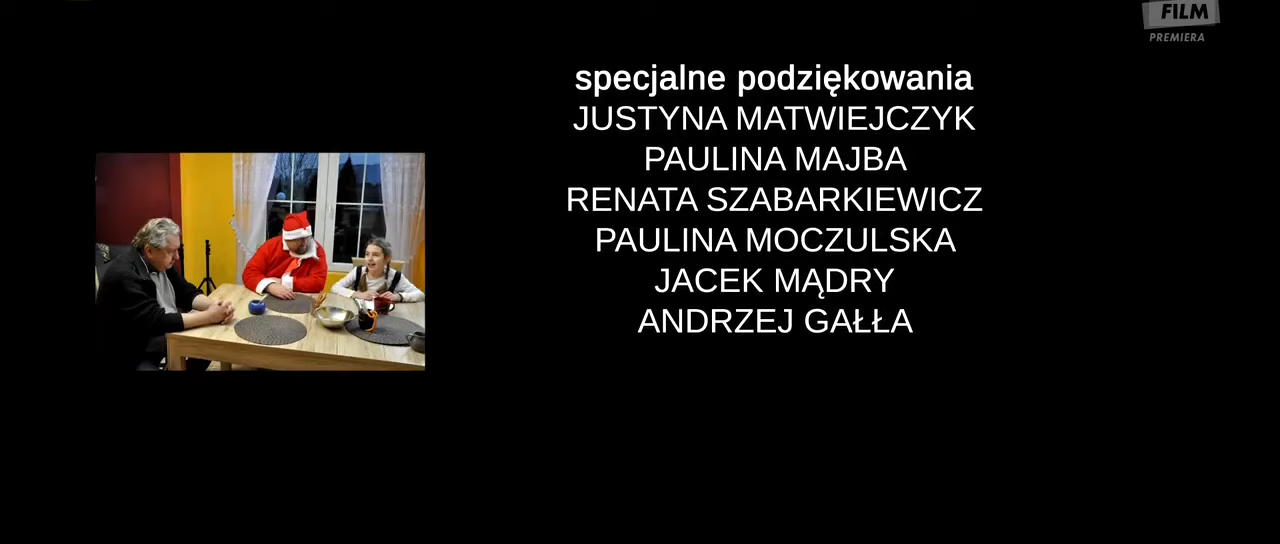 FILM
PREMIERA
specjalne podziękowania
JUSTYNA MATWIEJCZYK
PAULINA MAJBA
RENATA SZABARKIEWICZ
PAULINA MOCZULSKA
JACEK MĄDRY
ANDRZEJ GAŁŁA